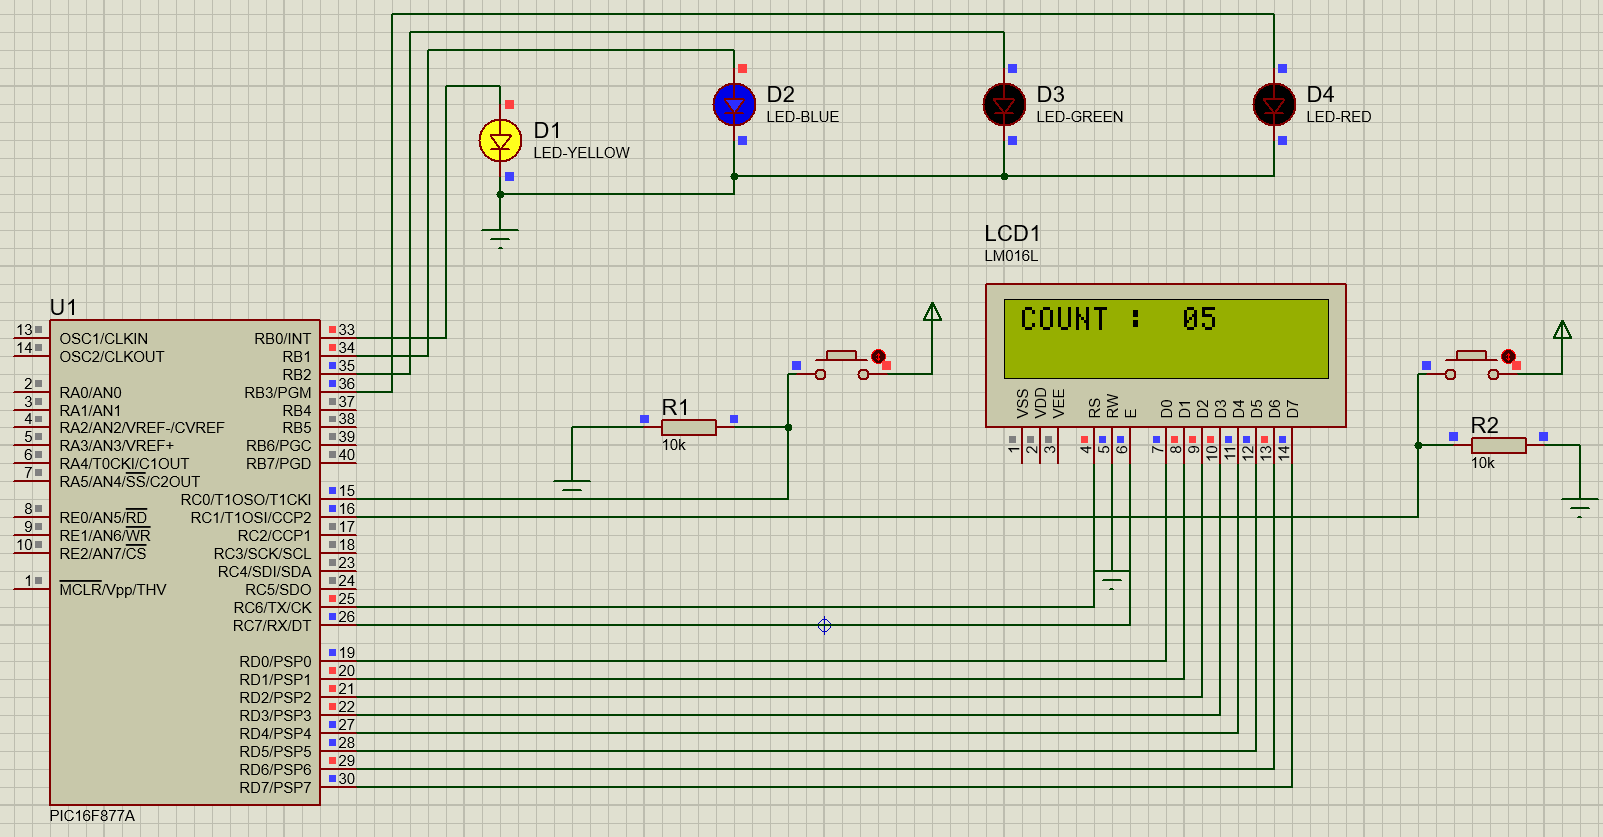 D1
LED-YELLOW
D2
LED-BLUE
D3
LED-GREEN
D4
LED-RED
LCD1
LM016L
COUNT :  05
VSS
VDD
VEE
RS
RW
E
D0
D1
D2
D3
D4
D5
D6
D7
1
2
3
4
5
6
7
8
9
10
11
12
13
14
R1
10k
R2
10k
U1
13 OSC1/CLKIN
14 OSC2/CLKOUT
2 RA0/AN0
3 RA1/AN1
4 RA2/AN2/VREF-/CVREF
5 RA3/AN3/VREF+
6 RA4/T0CKI/C1OUT
7 RA5/AN4/SS/C2OUT
8 RE0/AN5/RD
9 RE1/AN6/WR
10 RE2/AN7/CS
1 MCLR/Vpp/THV
RB0/INT 33
RB1 34
RB2 35
RB3/PGM 36
RB4 37
RB5 38
RB6/PGC 39
RB7/PGD 40
RC0/T1OSO/T1CKI 15
RC1/T1OSI/CCP2 16
RC2/CCP1 17
RC3/SCK/SCL 18
RC4/SDI/SDA 23
RC5/SDO 24
RC6/TX/CK 25
RC7/RX/DT 26
RD0/PSP0 19
RD1/PSP1 20
RD2/PSP2 21
RD3/PSP3 22
RD4/PSP4 27
RD5/PSP5 28
RD6/PSP6 29
RD7/PSP7 30
PIC16F877A